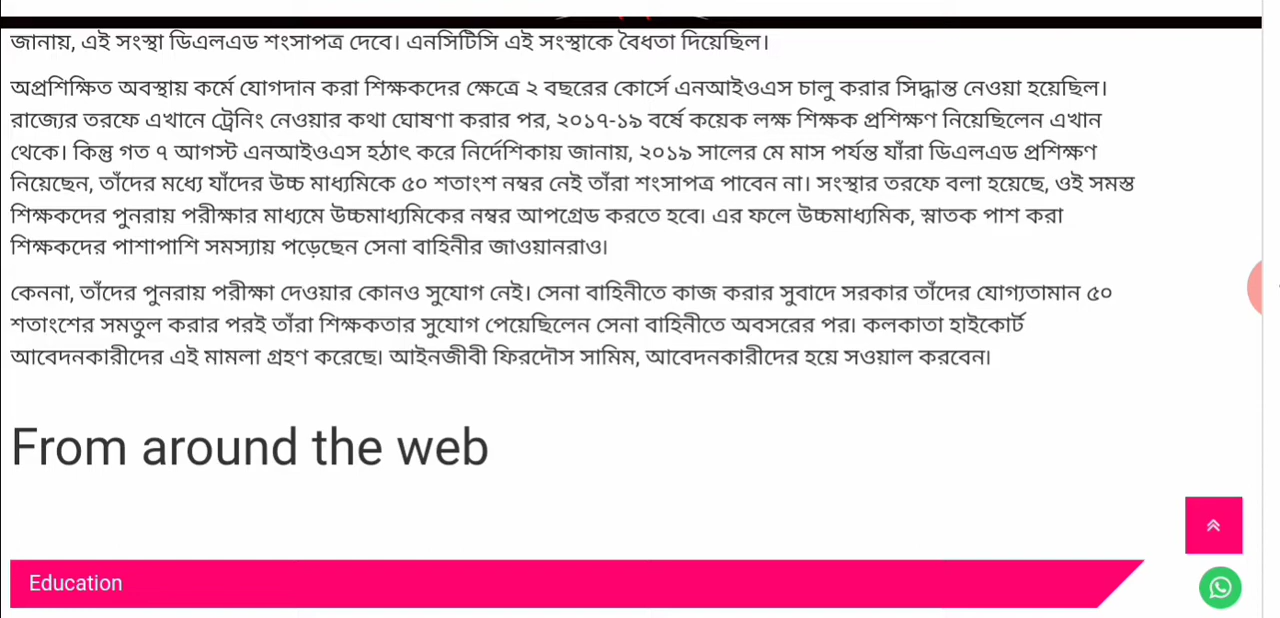 জানায়, এই সংস্থা ডিএলএড শংসাপত্র দেবে। এনসিটিসি এই সংস্থাকে বৈধতা দিয়েছিল।
অপ্রশিক্ষিত অবস্থায় কর্মে যোগদান করা শিক্ষকদের ক্ষেত্রে ২ বছরের কোর্সে এনআইওএস চালু করার সিদ্ধান্ত নেওয়া হয়েছিল।
রাজ্যের তরফে এখানে ট্রেনিং নেওয়ার কথা ঘোষণা করার পর, ২০১৭-১৯ বর্ষে কয়েক লক্ষ শিক্ষক প্রশিক্ষণ নিয়েছিলেন এখান
থেকে। কিন্তু গত ৭ আগস্ট এনআইওএস হঠাৎ করে নির্দেশিকায় জানায়, ২০১৯ সালের মে মাস পর্যন্ত যাঁরা ডিএলএড প্রশিক্ষণ
নিয়েছেন, তাঁদের মধ্যে যাঁদের উচ্চ মাধ্যমিকে ৫০ শতাংশ নম্বর নেই তাঁরা শংসাপত্র পাবেন না। সংস্থার তরফে বলা হয়েছে, ওই সমস্ত
শিক্ষকদের পুনরায় পরীক্ষার মাধ্যমে উচ্চমাধ্যমিকের নম্বর আপগ্রেড করতে হবে। এর ফলে উচ্চমাধ্যমিক, স্নাতক পাশ করা
শিক্ষকদের পাশাপাশি সমস্যায় পড়েছেন সেনা বাহিনীর জাওয়ানরাও।
কেননা, তাঁদের পুনরায় পরীক্ষা দেওয়ার কোনও সুযোগ নেই। সেনা বাহিনীতে কাজ করার সুবাদে সরকার তাঁদের যোগ্যতামান ৫০
শতাংশের সমতুল করার পরই তাঁরা শিক্ষকতার সুযোগ পেয়েছিলেন সেনা বাহিনীতে অবসরের পর। কলকাতা হাইকোর্ট
আবেদনকারীদের এই মামলা গ্রহণ করেছে। আইনজীবী ফিরদৌস সামিম, আবেদনকারীদের হয়ে সওয়াল করবেন।
From around the web
Education